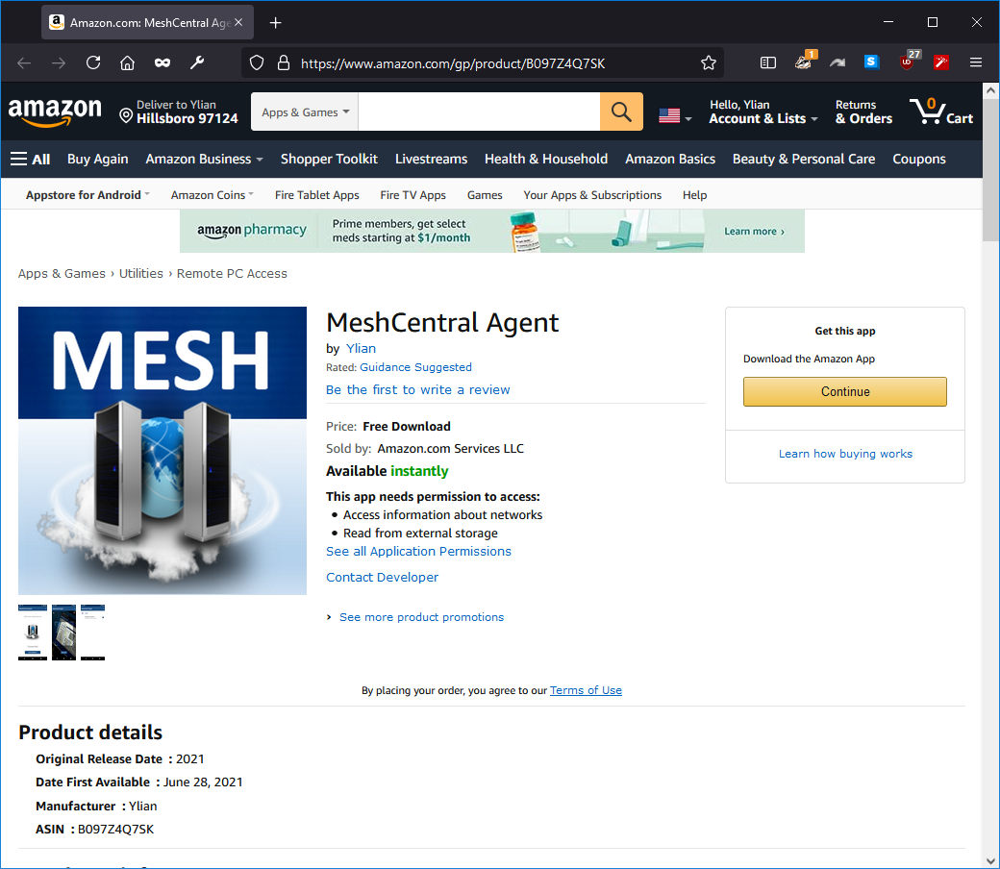 Amazon.com: MeshCentral Age
https://www.amazon.com/gp/product/B097Z4Q7SK
1
S
UD
27
amazon
Deliver to Ylian
Hillsboro 97124
Apps & Games
Hello, Ylian
Account & Lists
Returns
& Orders
0
Cart
All
Buy Again
Amazon Business
Shopper Toolkit
Livestreams
Health & Household
Amazon Basics
Beauty & Personal Care
Coupons
Appstore for Android
Amazon Coins
Fire Tablet Apps
Fire TV Apps
Games
Your Apps & Subscriptions
Help
amazon pharmacy
Prime members, get select
meds starting at $1/month
Learn more ›
Apps & Games › Utilities › Remote PC Access
MESH
MeshCentral Agent
by Ylian
Rated: Guidance Suggested
Be the first to write a review
Price: Free Download
Sold by: Amazon.com Services LLC
Available instantly
This app needs permission to access:
• Access information about networks
• Read from external storage
See all Application Permissions
Contact Developer
› See more product promotions
Get this app
Download the Amazon App
Continue
Learn how buying works
By placing your order, you agree to our Terms of Use
Product details
Original Release Date : 2021
Date First Available : June 28, 2021
Manufacturer : Ylian
ASIN : B097Z4Q7SK